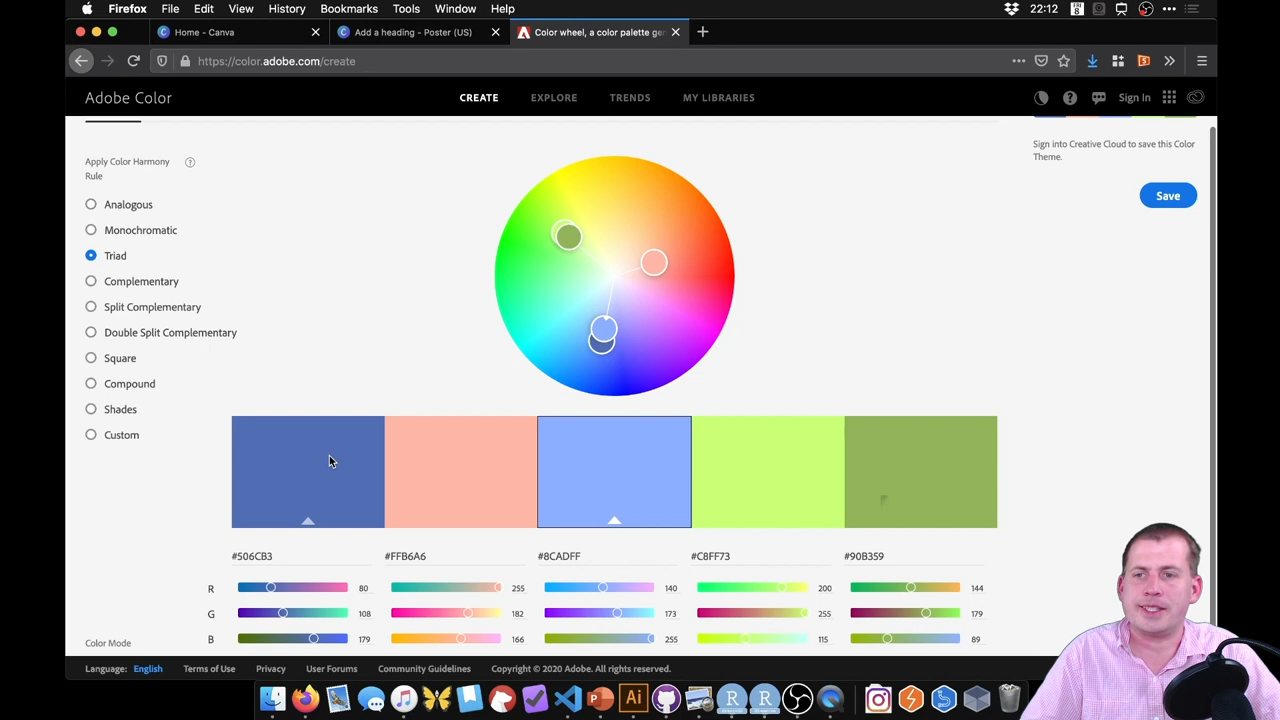 Firefox File Edit View History Bookmarks Tools Window Help 22:12
Home - Canva Add a heading - Poster (US) Color wheel, a color palette gen
https://color.adobe.com/create
Adobe Color CREATE EXPLORE TRENDS MY LIBRARIES Sign In
Apply Color Harmony
Rule
Sign into Creative Cloud to save this Color
Theme.
Save
Analogous
Monochromatic
Triad
Complementary
Split Complementary
Double Split Complementary
Square
Compound
Shades
Custom
#506CB3 #FFB6A6 #8CADFF #C8FF73 #90B359
R 80 255 140 200 144
G 108 182 173 255 179
B 179 166 255 115 89
Color Mode
Language: English Terms of Use Privacy User Forums Community Guidelines Copyright © 2020 Adobe. All rights reserved.
Ai R R